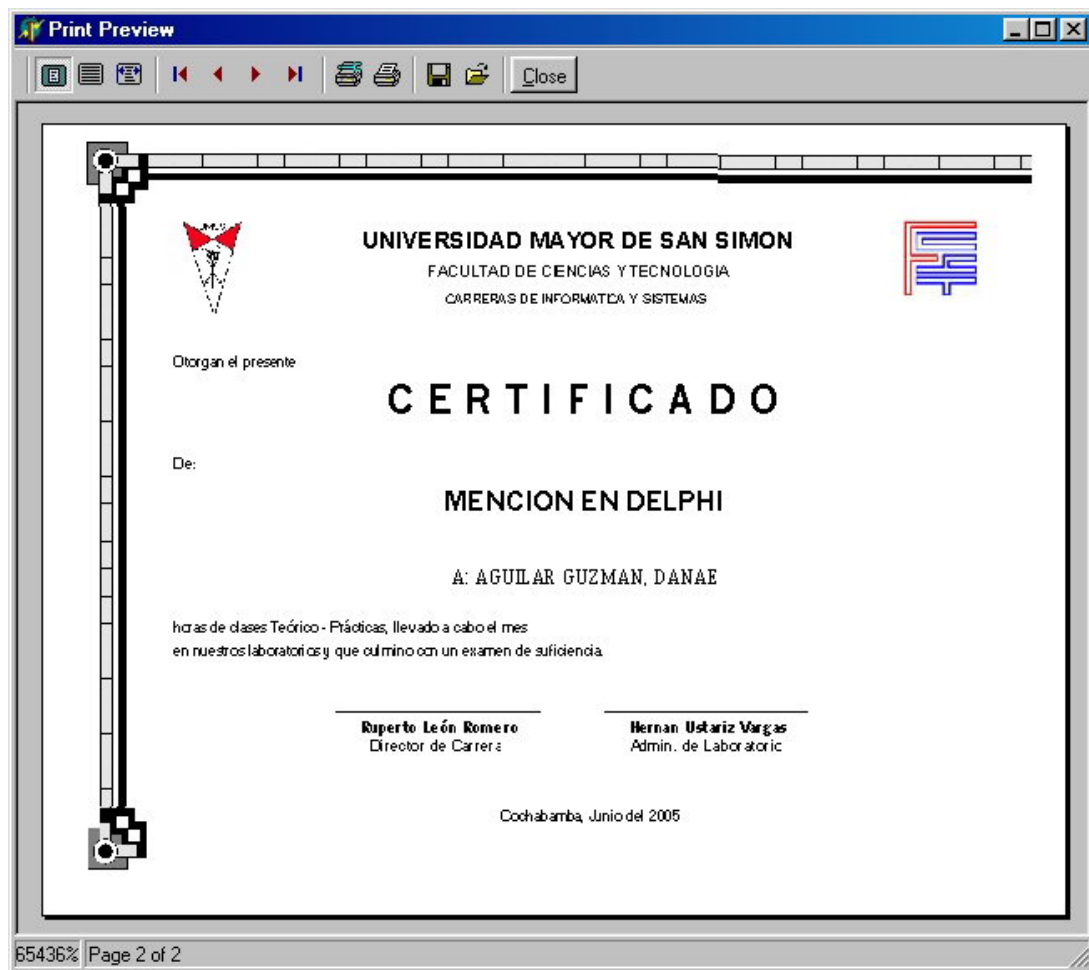 Print Preview
Close
UMSS
UNIVERSIDAD MAYOR DE SAN SIMON
FACULTAD DE CIENCIAS Y TECNOLOGIA
CARRERAS DE INFORMATICA Y SISTEMAS
Otorgan el presente
CERTIFICADO
De:
MENCION EN DELPHI
A: AGUILAR GUZMAN, DANAE
horas de clases Teórico - Prácticas, llevado a cabo el mes
en nuestros laboratorios y que culmino con un examen de suficiencia.
Ruperto León Romero
Director de Carrera
Hernan Ustariz Vargas
Admin. de Laboratorio
Cochabamba, Junio del 2005
65436% Page 2 of 2